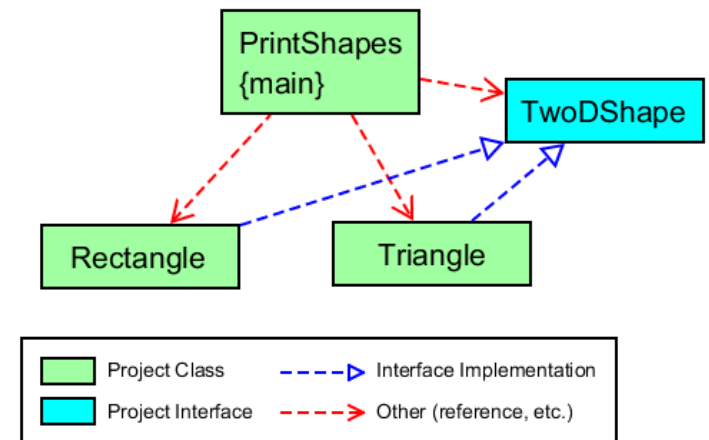 PrintShapes
{main}
TwoDShape
Rectangle
Triangle
Project Class
Interface Implementation
Project Interface
Other (reference, etc.)